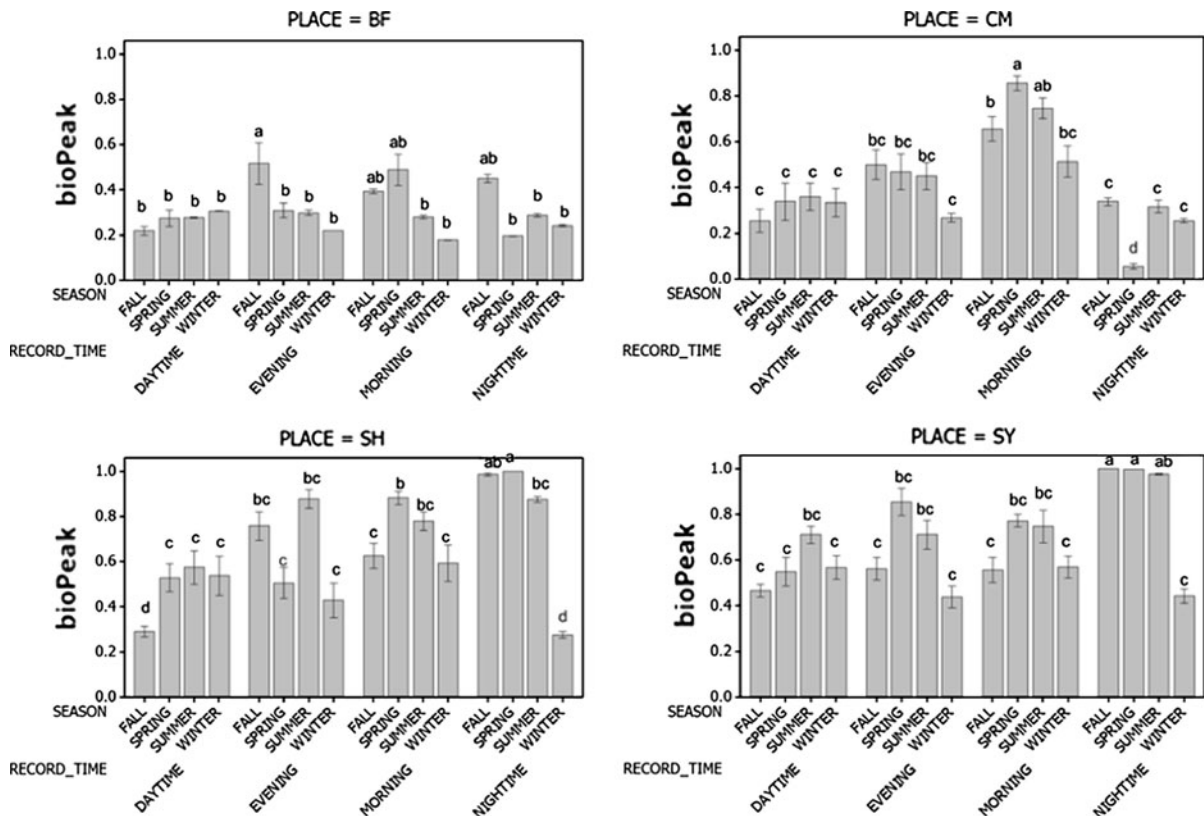 PLACE = BF
bioPeak
1.0
0.8
0.6
0.4
0.2
0.0
b b b b a b b b ab ab b b ab b b b
SEASON
FALL SPRING SUMMER WINTER FALL SPRING SUMMER WINTER FALL SPRING SUMMER WINTER FALL SPRING SUMMER WINTER
RECORD_TIME
DAYTIME EVENING MORNING NIGHTIME
PLACE = CM
bioPeak
1.0
0.8
0.6
0.4
0.2
0.0
c c c c bc bc bc c b a ab bc c d c c
SEASON
FALL SPRING SUMMER WINTER FALL SPRING SUMMER WINTER FALL SPRING SUMMER WINTER FALL SPRING SUMMER WINTER
RECORD_TIME
DAYTIME EVENING MORNING NIGHTIME
PLACE = SH
bioPeak
1.0
0.8
0.6
0.4
0.2
0.0
d c c c bc c bc c c b bc c ab a bc d
SEASON
FALL SPRING SUMMER WINTER FALL SPRING SUMMER WINTER FALL SPRING SUMMER WINTER FALL SPRING SUMMER WINTER
RECORD_TIME
DAYTIME EVENING MORNING NIGHTIME
PLACE = SY
bioPeak
1.0
0.8
0.6
0.4
0.2
0.0
c c bc c c bc bc c c bc bc c a a ab c
SEASON
FALL SPRING SUMMER WINTER FALL SPRING SUMMER WINTER FALL SPRING SUMMER WINTER FALL SPRING SUMMER WINTER
RECORD_TIME
DAYTIME EVENING MORNING NIGHTIME